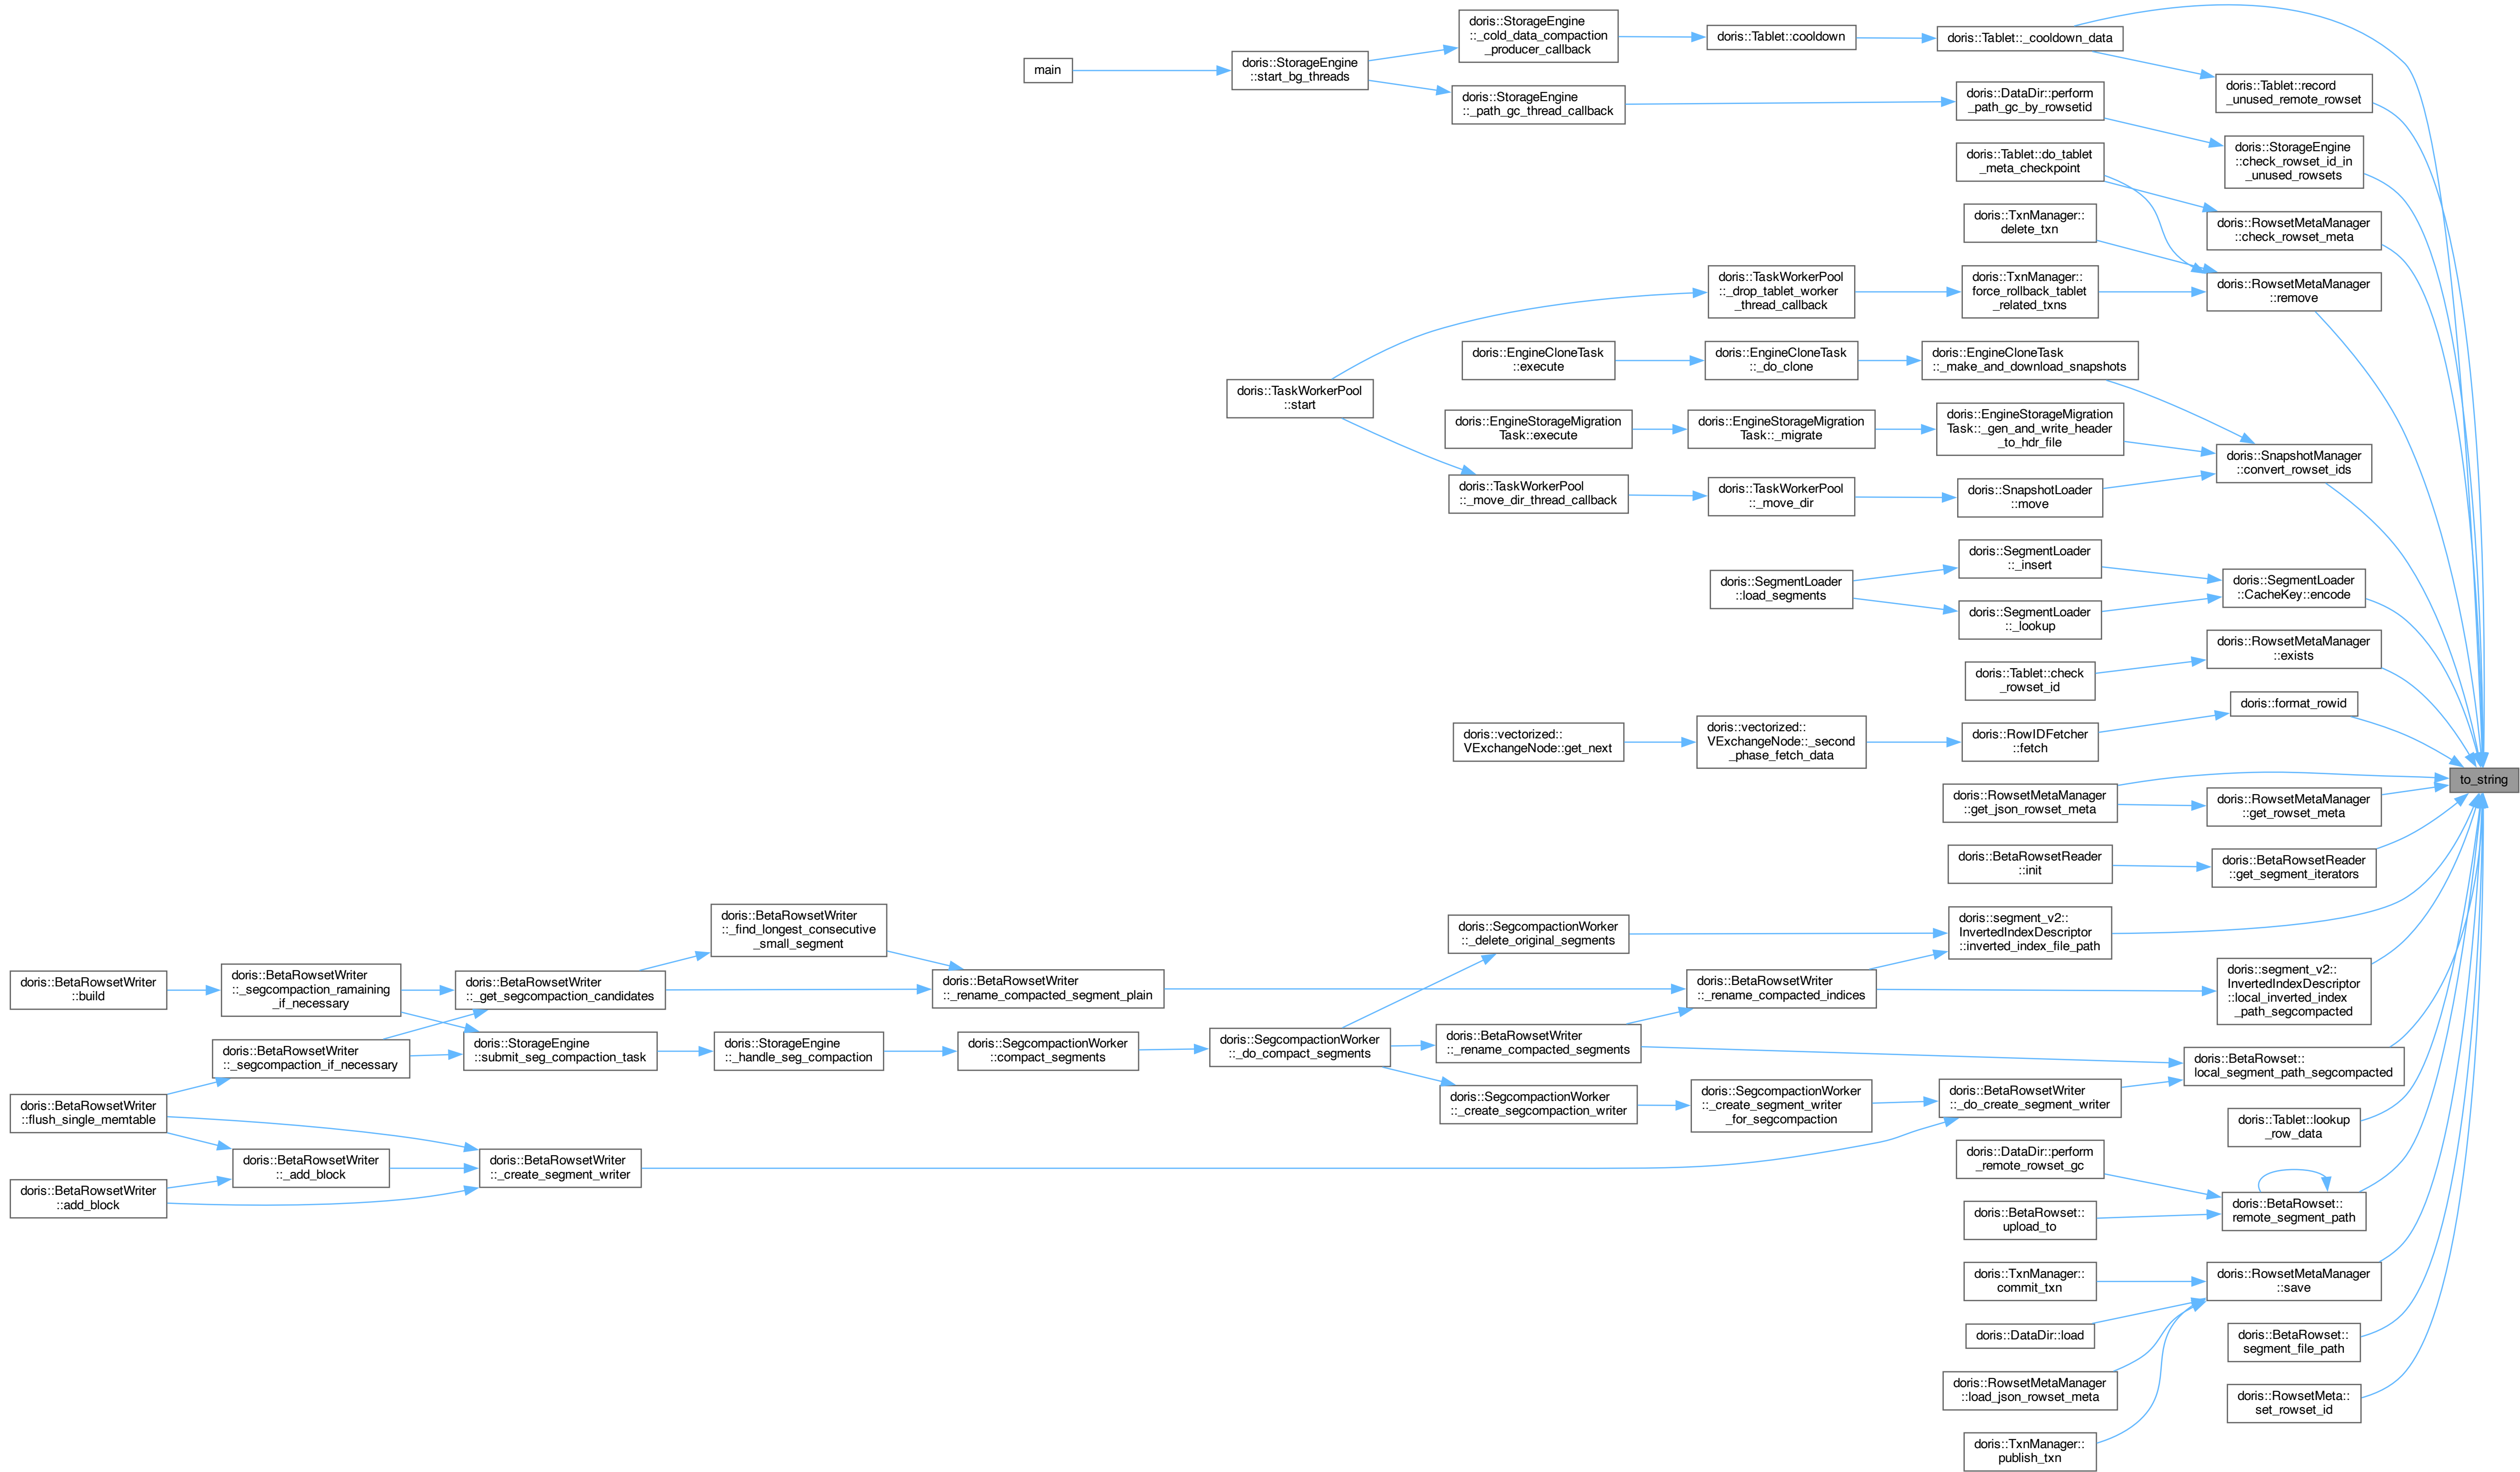 doris::StorageEngine
::_cold_data_compaction
_producer_callback
doris::Tablet::cooldown
doris::Tablet::_cooldown_data
main
doris::StorageEngine
::start_bg_threads
doris::StorageEngine
::_path_gc_thread_callback
doris::DataDir::perform
_path_gc_by_rowsetid
doris::Tablet::record
_unused_remote_rowset
doris::Tablet::do_tablet
_meta_checkpoint
doris::StorageEngine
::check_rowset_id_in
_unused_rowsets
doris::TxnManager::
delete_txn
doris::RowsetMetaManager
::check_rowset_meta
doris::TaskWorkerPool
::_drop_tablet_worker
_thread_callback
doris::TxnManager::
force_rollback_tablet
_related_txns
doris::RowsetMetaManager
::remove
doris::EngineCloneTask
::execute
doris::EngineCloneTask
::_do_clone
doris::EngineCloneTask
::_make_and_download_snapshots
doris::TaskWorkerPool
::start
doris::EngineStorageMigration
Task::execute
doris::EngineStorageMigration
Task::_migrate
doris::EngineStorageMigration
Task::_gen_and_write_header
_to_hdr_file
doris::SnapshotManager
::convert_rowset_ids
doris::TaskWorkerPool
::_move_dir_thread_callback
doris::TaskWorkerPool
::_move_dir
doris::SnapshotLoader
::move
doris::SegmentLoader
::_insert
doris::SegmentLoader
::load_segments
doris::SegmentLoader
::CacheKey::encode
doris::SegmentLoader
::_lookup
doris::RowsetMetaManager
::exists
doris::Tablet::check
_rowset_id
doris::format_rowid
doris::vectorized::
VExchangeNode::get_next
doris::vectorized::
VExchangeNode::_second
_phase_fetch_data
doris::RowIDFetcher
::fetch
to_string
doris::RowsetMetaManager
::get_json_rowset_meta
doris::RowsetMetaManager
::get_rowset_meta
doris::BetaRowsetReader
::init
doris::BetaRowsetReader
::get_segment_iterators
doris::BetaRowsetWriter
::_find_longest_consecutive
_small_segment
doris::SegcompactionWorker
::_delete_original_segments
doris::segment_v2::
InvertedIndexDescriptor
::inverted_index_file_path
doris::BetaRowsetWriter
::build
doris::BetaRowsetWriter
::_segcompaction_ramaining
_if_necessary
doris::BetaRowsetWriter
::_get_segcompaction_candidates
doris::BetaRowsetWriter
::_rename_compacted_segment_plain
doris::BetaRowsetWriter
::_rename_compacted_indices
doris::segment_v2::
InvertedIndexDescriptor
::local_inverted_index
_path_segcompacted
doris::BetaRowsetWriter
::_segcompaction_if_necessary
doris::StorageEngine
::submit_seg_compaction_task
doris::StorageEngine
::_handle_seg_compaction
doris::SegcompactionWorker
::compact_segments
doris::SegcompactionWorker
::_do_compact_segments
doris::BetaRowsetWriter
::_rename_compacted_segments
doris::BetaRowset::
local_segment_path_segcompacted
doris::BetaRowsetWriter
::flush_single_memtable
doris::SegcompactionWorker
::_create_segcompaction_writer
doris::SegcompactionWorker
::_create_segment_writer
_for_segcompaction
doris::BetaRowsetWriter
::_do_create_segment_writer
doris::Tablet::lookup
_row_data
doris::BetaRowsetWriter
::_add_block
doris::BetaRowsetWriter
::_create_segment_writer
doris::DataDir::perform
_remote_rowset_gc
doris::BetaRowsetWriter
::add_block
doris::BetaRowset::
remote_segment_path
doris::BetaRowset::
upload_to
doris::TxnManager::
commit_txn
doris::RowsetMetaManager
::save
doris::DataDir::load
doris::BetaRowset::
segment_file_path
doris::RowsetMetaManager
::load_json_rowset_meta
doris::RowsetMeta::
set_rowset_id
doris::TxnManager::
publish_txn